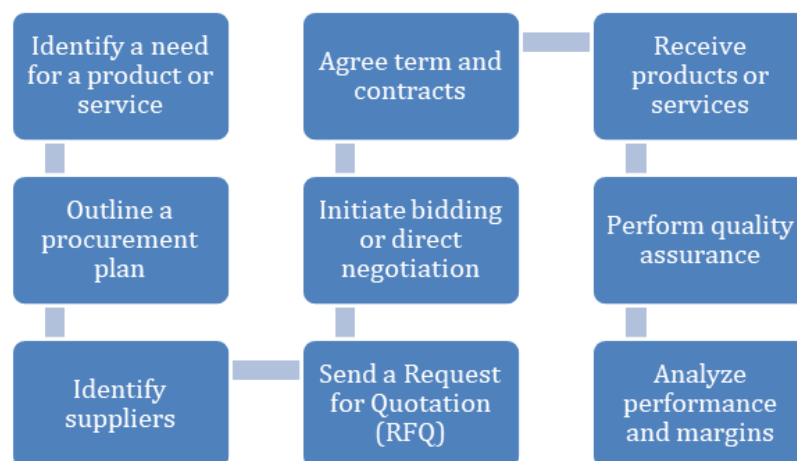 Identify a need
for a product or
service
Outline a
procurement
plan
Identify
suppliers
Send a Request
for Quotation
(RFQ)
Initiate bidding
or direct
negotiation
Agree term and
contracts
Receive
products or
services
Perform quality
assurance
Analyze
performance
and margins